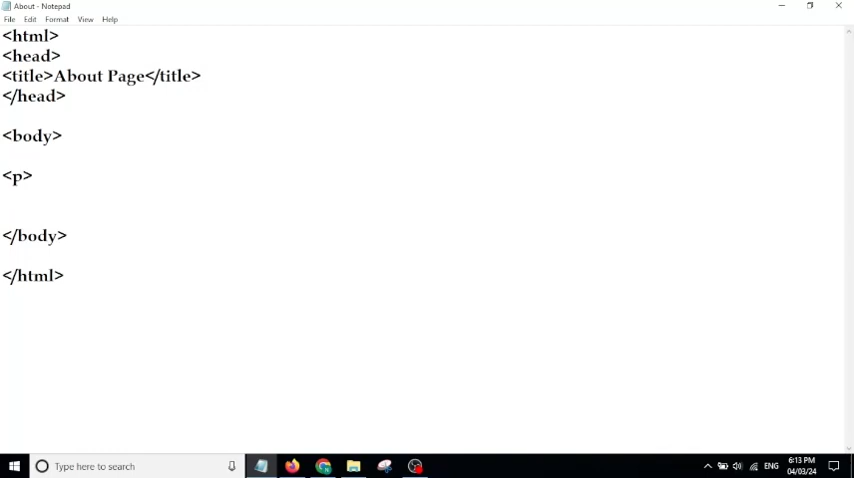 About - Notepad
File Edit Format View Help
<html>
<head>
<title>About Page</title>
</head>
<body>
<p>
</body>
</html>
Type here to search
ENG
6:13 PM
04/03/24